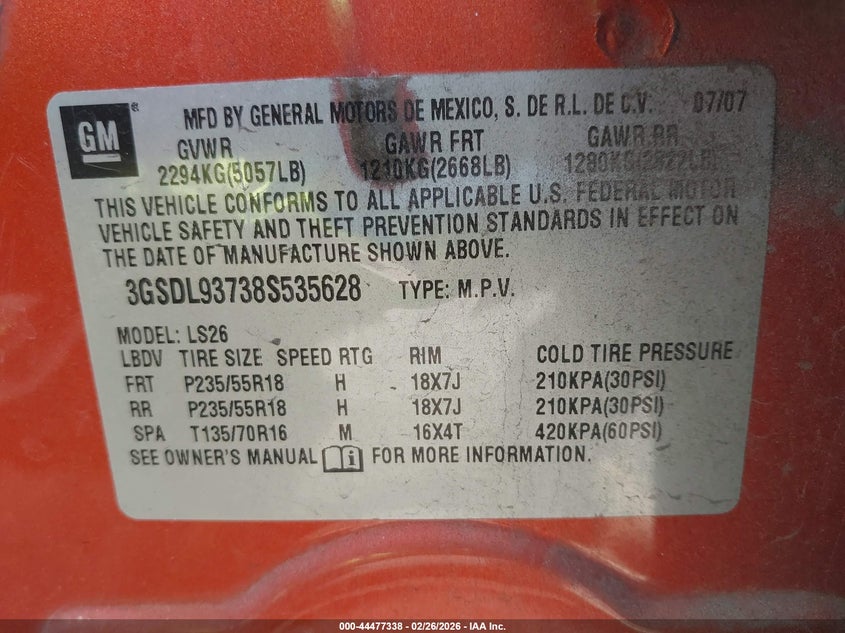 GM ®
MFD BY GENERAL MOTORS DE MEXICO, S. DE R.L. DE C.V. 07/07
GVWR GAWR FRT GAWR RR
2294KG(5057LB) 1210KG(2668LB) 1280KG(2822LB)
THIS VEHICLE CONFORMS TO ALL APPLICABLE U.S. FEDERAL MOTOR
VEHICLE SAFETY AND THEFT PREVENTION STANDARDS IN EFFECT ON
THE DATE OF MANUFACTURE SHOWN ABOVE.
3GSDL93738S535628 TYPE: M.P.V.
MODEL: LS26
LBDV TIRE SIZE SPEED RTG RIM COLD TIRE PRESSURE
FRT P235/55R18 H 18X7J 210KPA(30PSI)
RR P235/55R18 H 18X7J 210KPA(30PSI)
SPA T135/70R16 M 16X4T 420KPA(60PSI)
SEE OWNER'S MANUAL i FOR MORE INFORMATION.
000-44477338 - 02/26/2026 - IAA Inc.